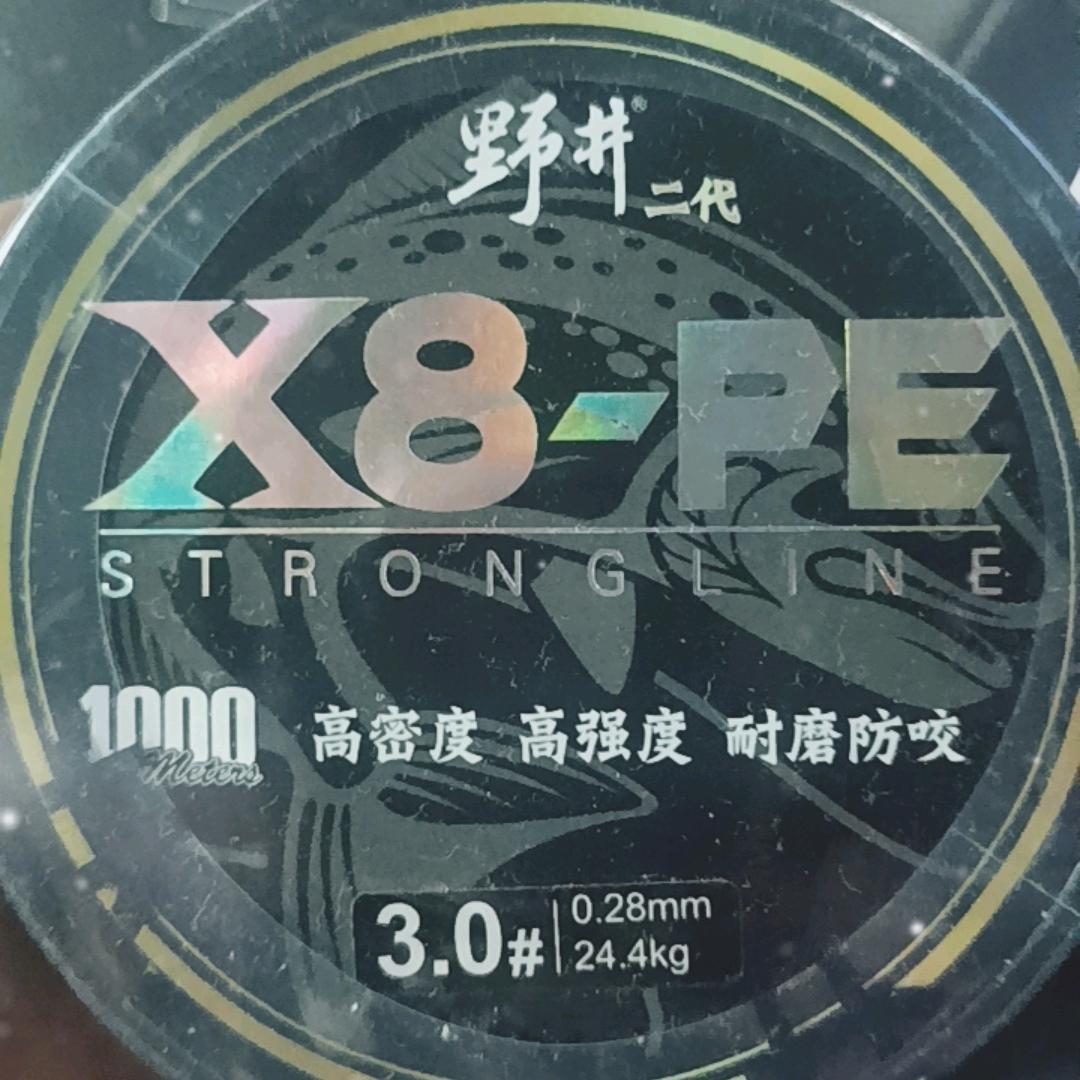 野井®
二代
X8-PE
STRONGLINE
1000 高密度 高强度 耐磨防咬
Meters
3.0# 0.28mm
24.4kg